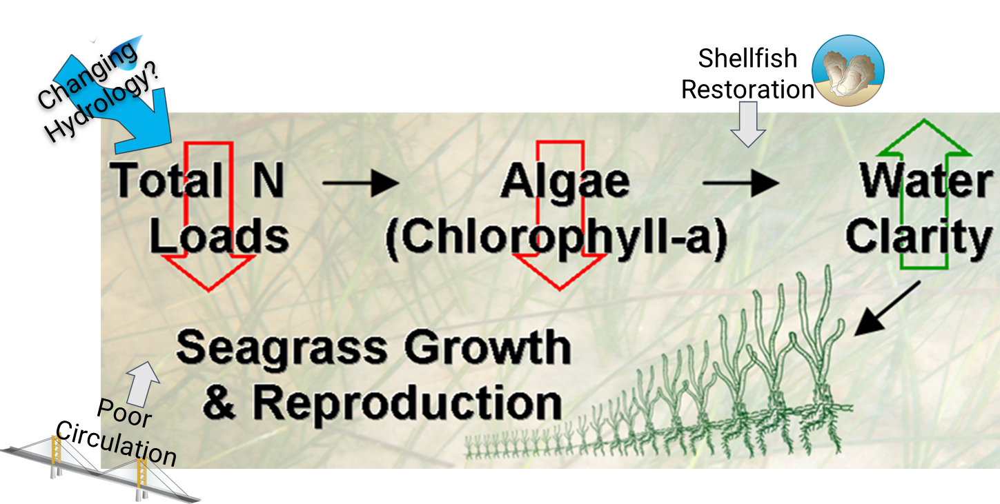 Changing
Hydrology?
Shellfish
Restoration
Total N
Loads
Algae
(Chlorophyll-a)
Water
Clarity
Seagrass Growth
& Reproduction
Poor
Circulation